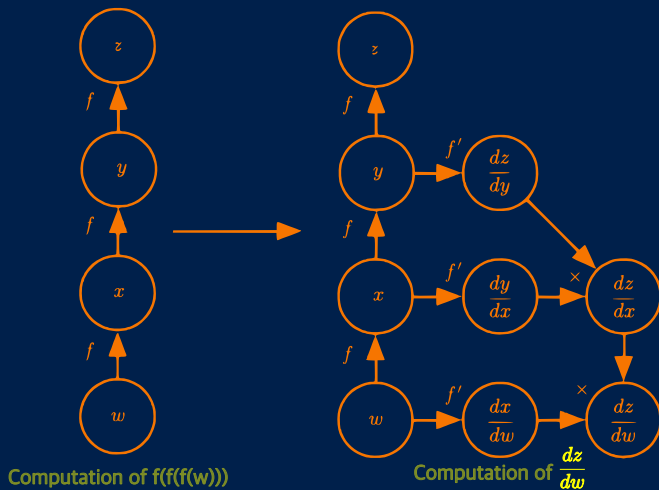 z
f
y
f
x
f
w
Computation of f(f(f(w)))
z
f
y
f'
dz
dy
f
x
f'
dy
dx
×
dz
dx
f
w
f'
dx
dw
×
dz
dw
Computation of dz
dw